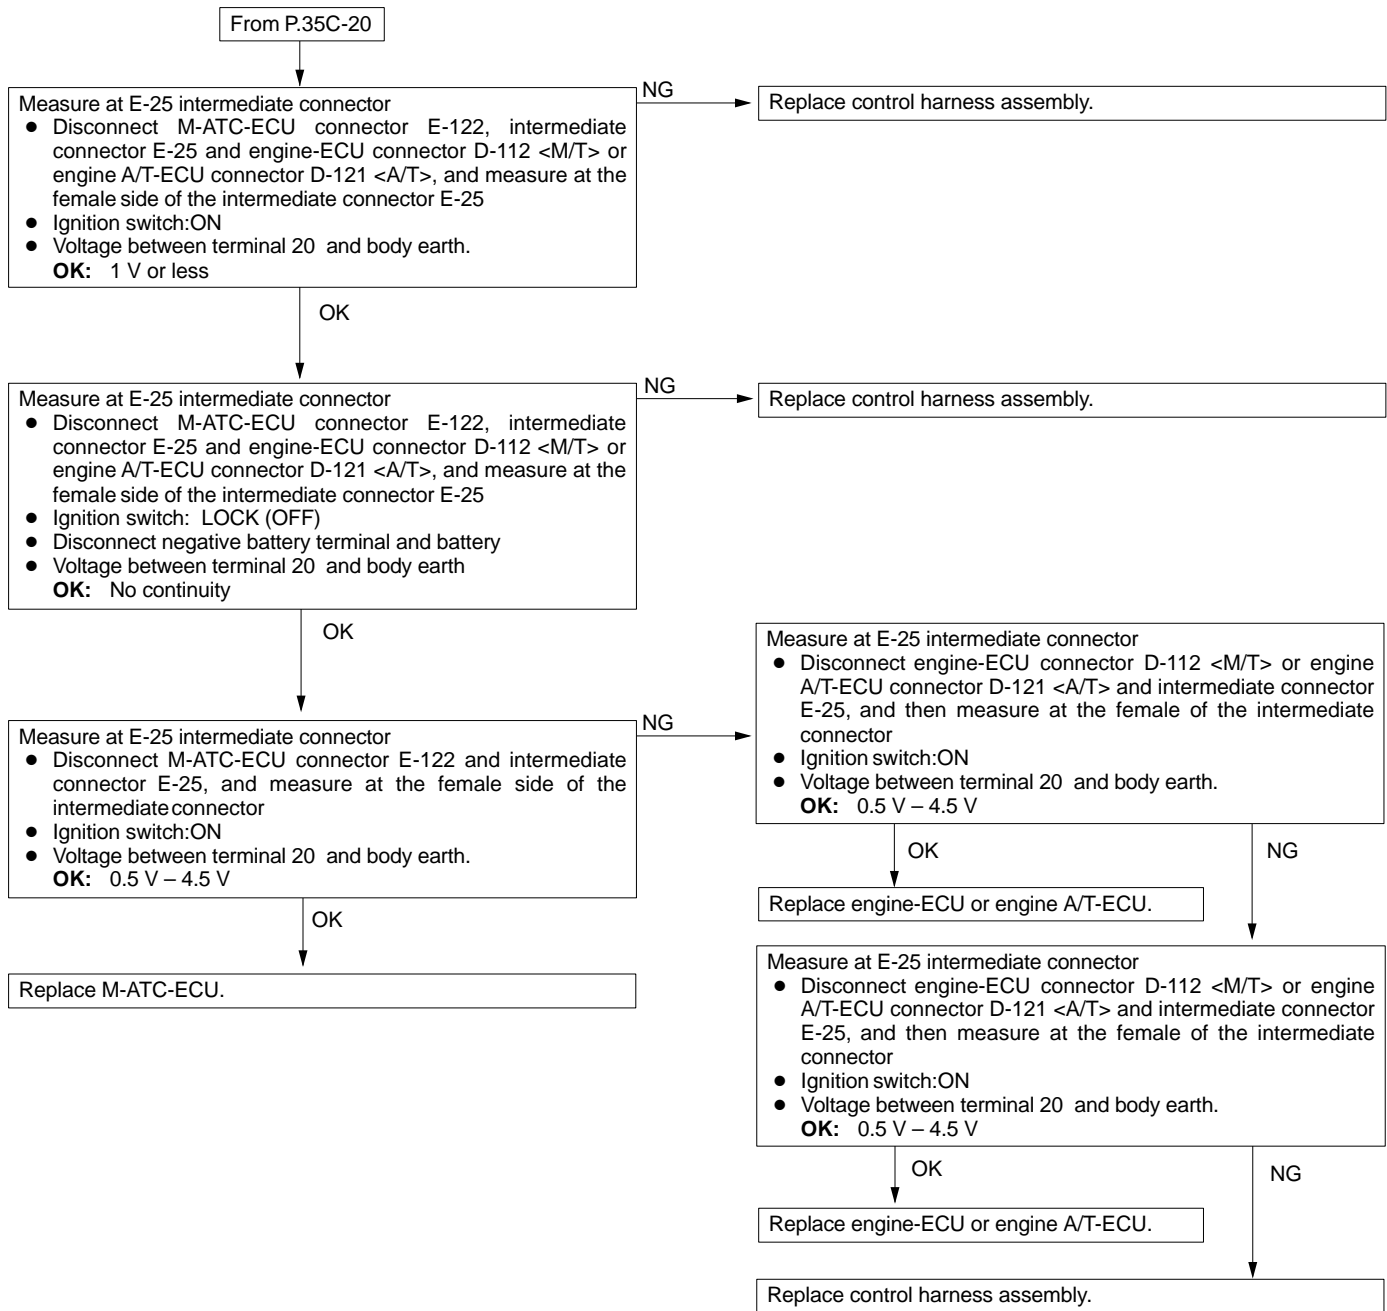 From P.35C-20
Measure at E-25 intermediate connector
● Disconnect M-ATC-ECU connector E-122, intermediate
connector E-25 and engine-ECU connector D-112 <M/T> or
engine A/T-ECU connector D-121 <A/T>, and measure at the
female side of the intermediate connector E-25
● Ignition switch:ON
● Voltage between terminal 20 and body earth.
OK: 1 V or less
NG
Replace control harness assembly.
OK
Measure at E-25 intermediate connector
● Disconnect M-ATC-ECU connector E-122, intermediate
connector E-25 and engine-ECU connector D-112 <M/T> or
engine A/T-ECU connector D-121 <A/T>, and measure at the
female side of the intermediate connector E-25
● Ignition switch: LOCK (OFF)
● Disconnect negative battery terminal and battery
● Voltage between terminal 20 and body earth
OK: No continuity
NG
Replace control harness assembly.
OK
Measure at E-25 intermediate connector
● Disconnect M-ATC-ECU connector E-122 and intermediate
connector E-25, and measure at the female side of the
intermediate connector
● Ignition switch:ON
● Voltage between terminal 20 and body earth.
OK: 0.5 V – 4.5 V
NG
OK
Replace M-ATC-ECU.
Measure at E-25 intermediate connector
● Disconnect engine-ECU connector D-112 <M/T> or engine
A/T-ECU connector D-121 <A/T> and intermediate connector
E-25, and then measure at the female of the intermediate
connector
● Ignition switch:ON
● Voltage between terminal 20 and body earth.
OK: 0.5 V – 4.5 V
OK
NG
Replace engine-ECU or engine A/T-ECU.
Measure at E-25 intermediate connector
● Disconnect engine-ECU connector D-112 <M/T> or engine
A/T-ECU connector D-121 <A/T> and intermediate connector
E-25, and then measure at the female of the intermediate
connector
● Ignition switch:ON
● Voltage between terminal 20 and body earth.
OK: 0.5 V – 4.5 V
OK
NG
Replace engine-ECU or engine A/T-ECU.
Replace control harness assembly.